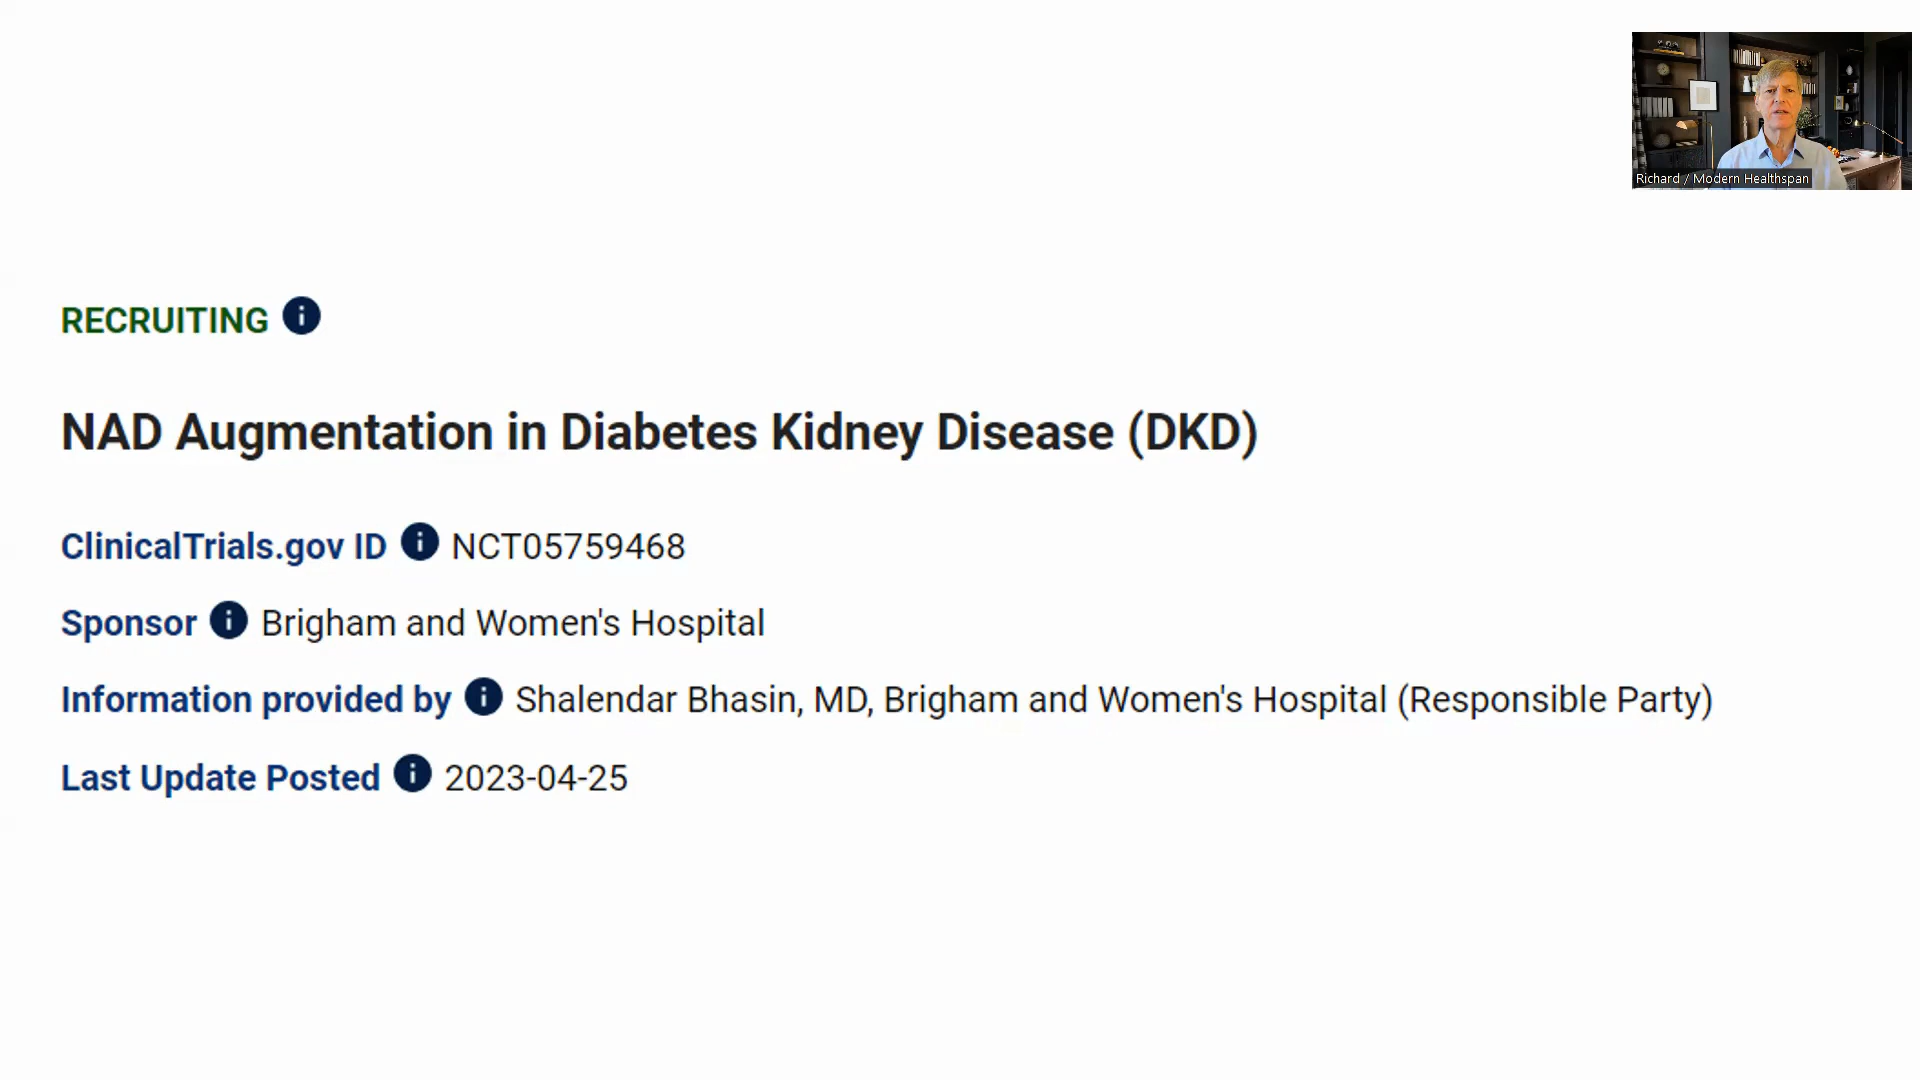 Richard / Modern Healthspan
RECRUITING
NAD Augmentation in Diabetes Kidney Disease (DKD)
ClinicalTrials.gov ID NCT05759468
Sponsor Brigham and Women's Hospital
Information provided by Shalendar Bhasin, MD, Brigham and Women's Hospital (Responsible Party)
Last Update Posted 2023-04-25